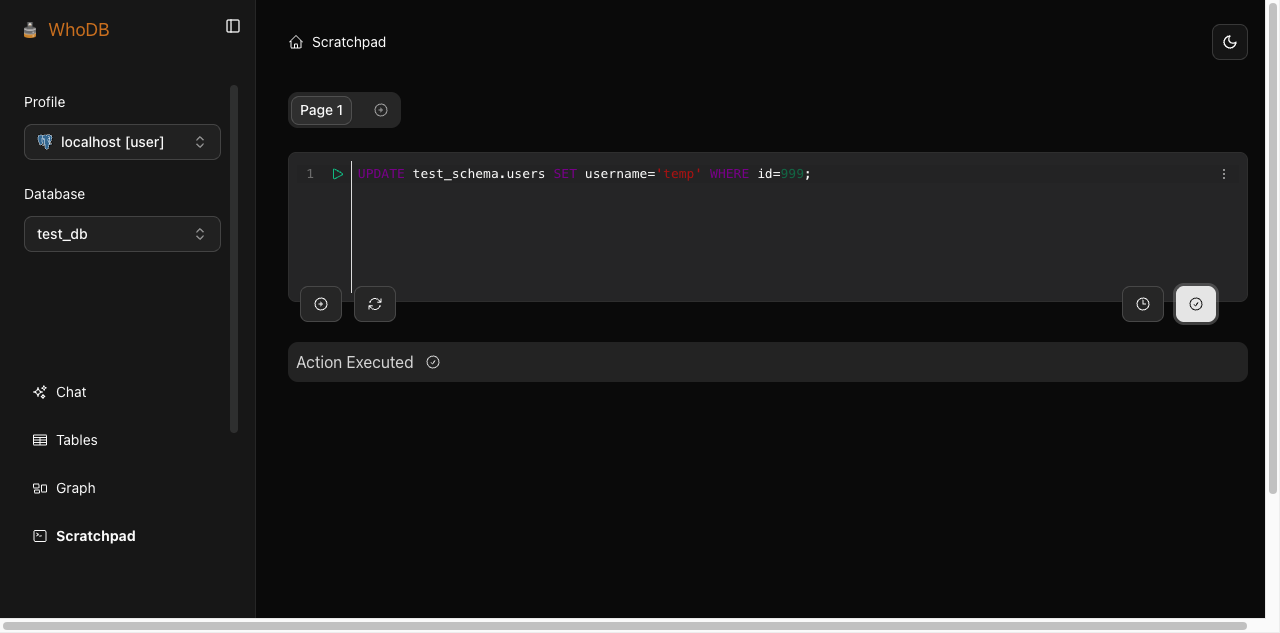 WhoDB
Profile
localhost [user]
Database
test_db
Chat
Tables
Graph
Scratchpad
Scratchpad
Page 1
1
UPDATE test_schema.users SET username='temp' WHERE id=999;
Action Executed